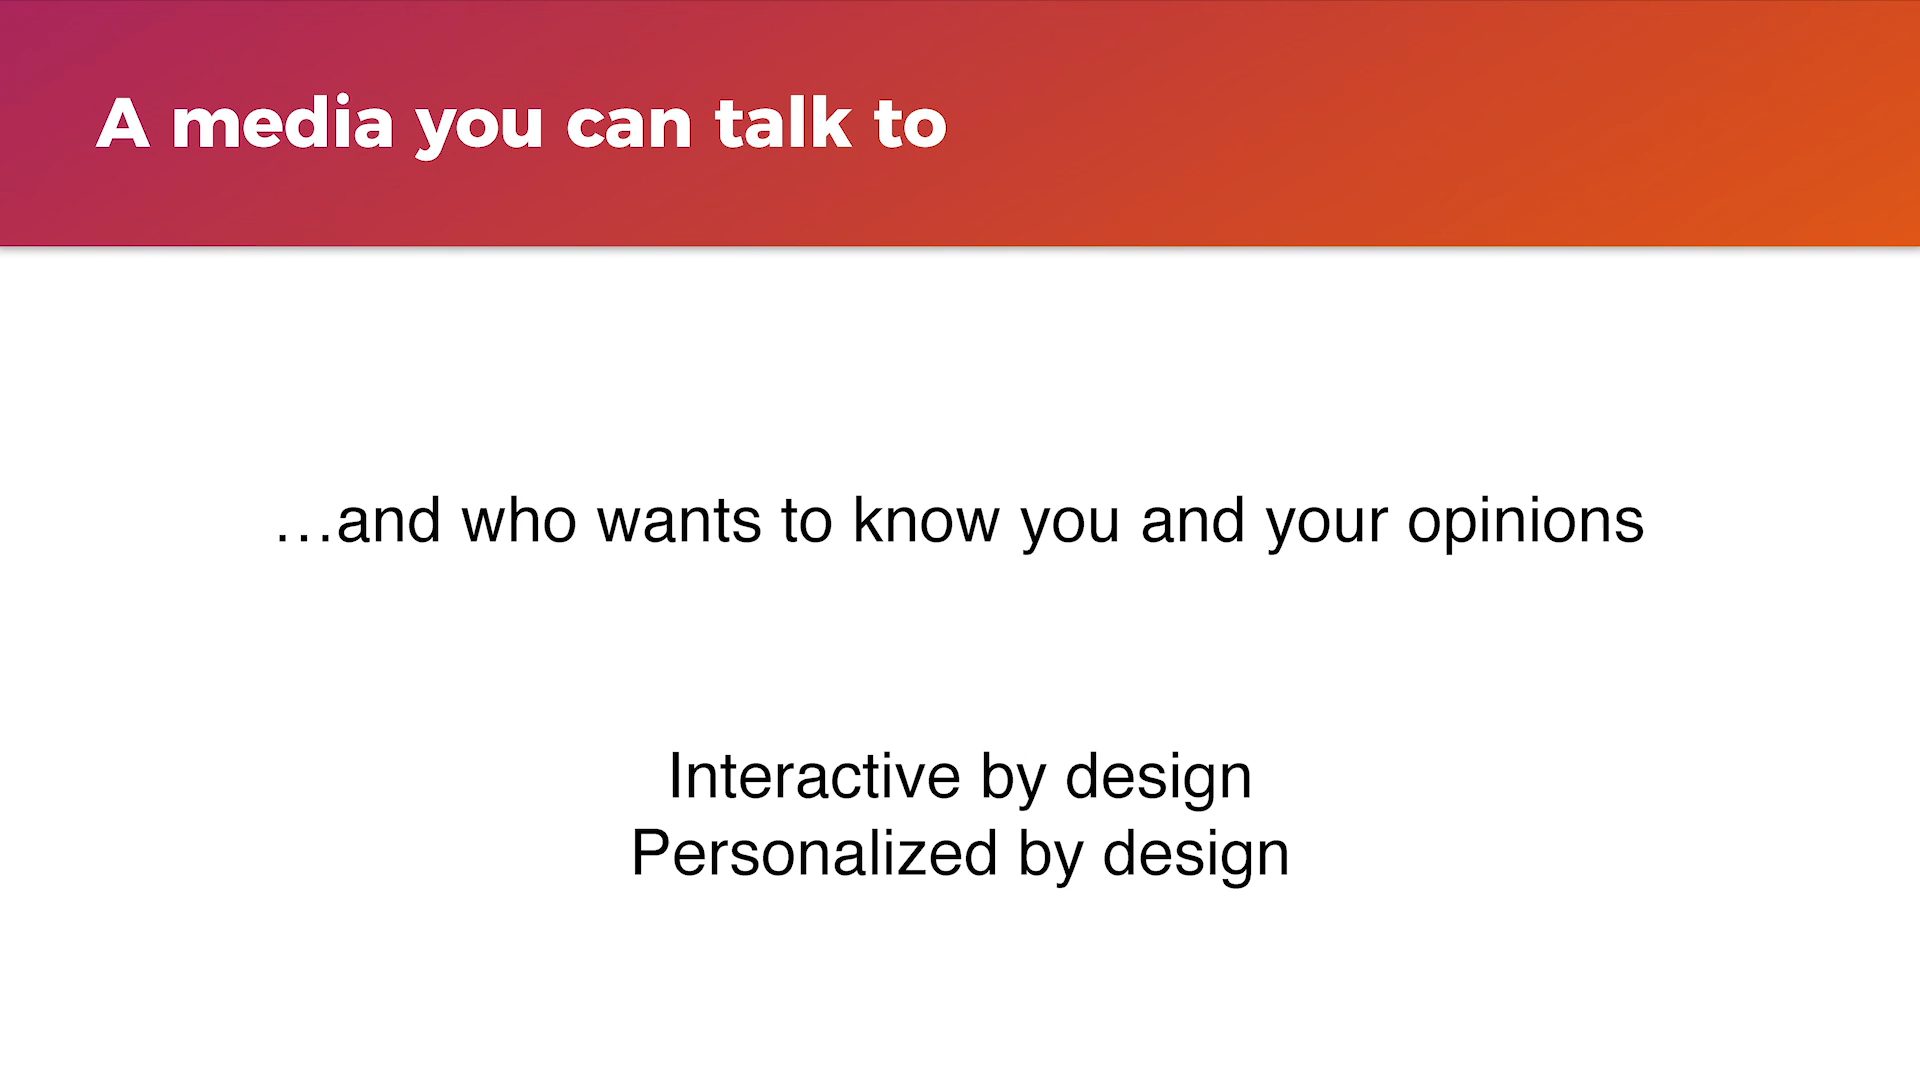 A media you can talk to
…and who wants to know you and your opinions
Interactive by design
Personalized by design